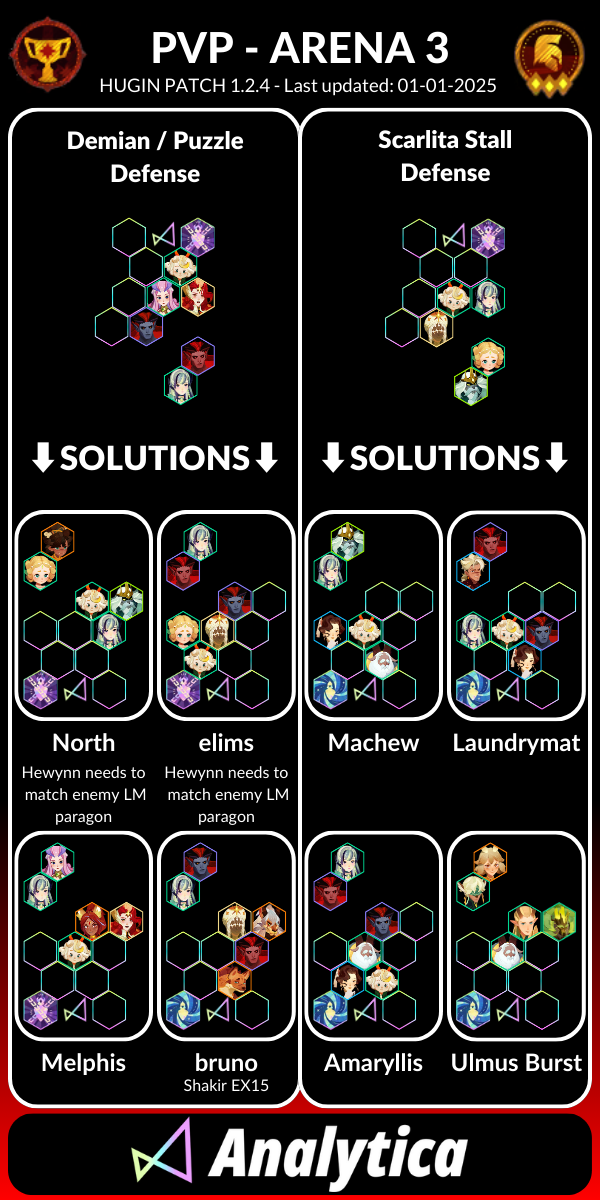 PVP - ARENA 3
HUGIN PATCH 1.2.4 - Last updated: 01-01-2025
Demian / Puzzle
Defense
Scarlita Stall
Defense
⬇SOLUTIONS⬇
⬇SOLUTIONS⬇
North
Hewynn needs to
match enemy LM
paragon
elims
Hewynn needs to
match enemy LM
paragon
Machew
Laundrymat
Melphis
bruno
Shakir EX15
Amaryllis
Ulmus Burst
Analytica